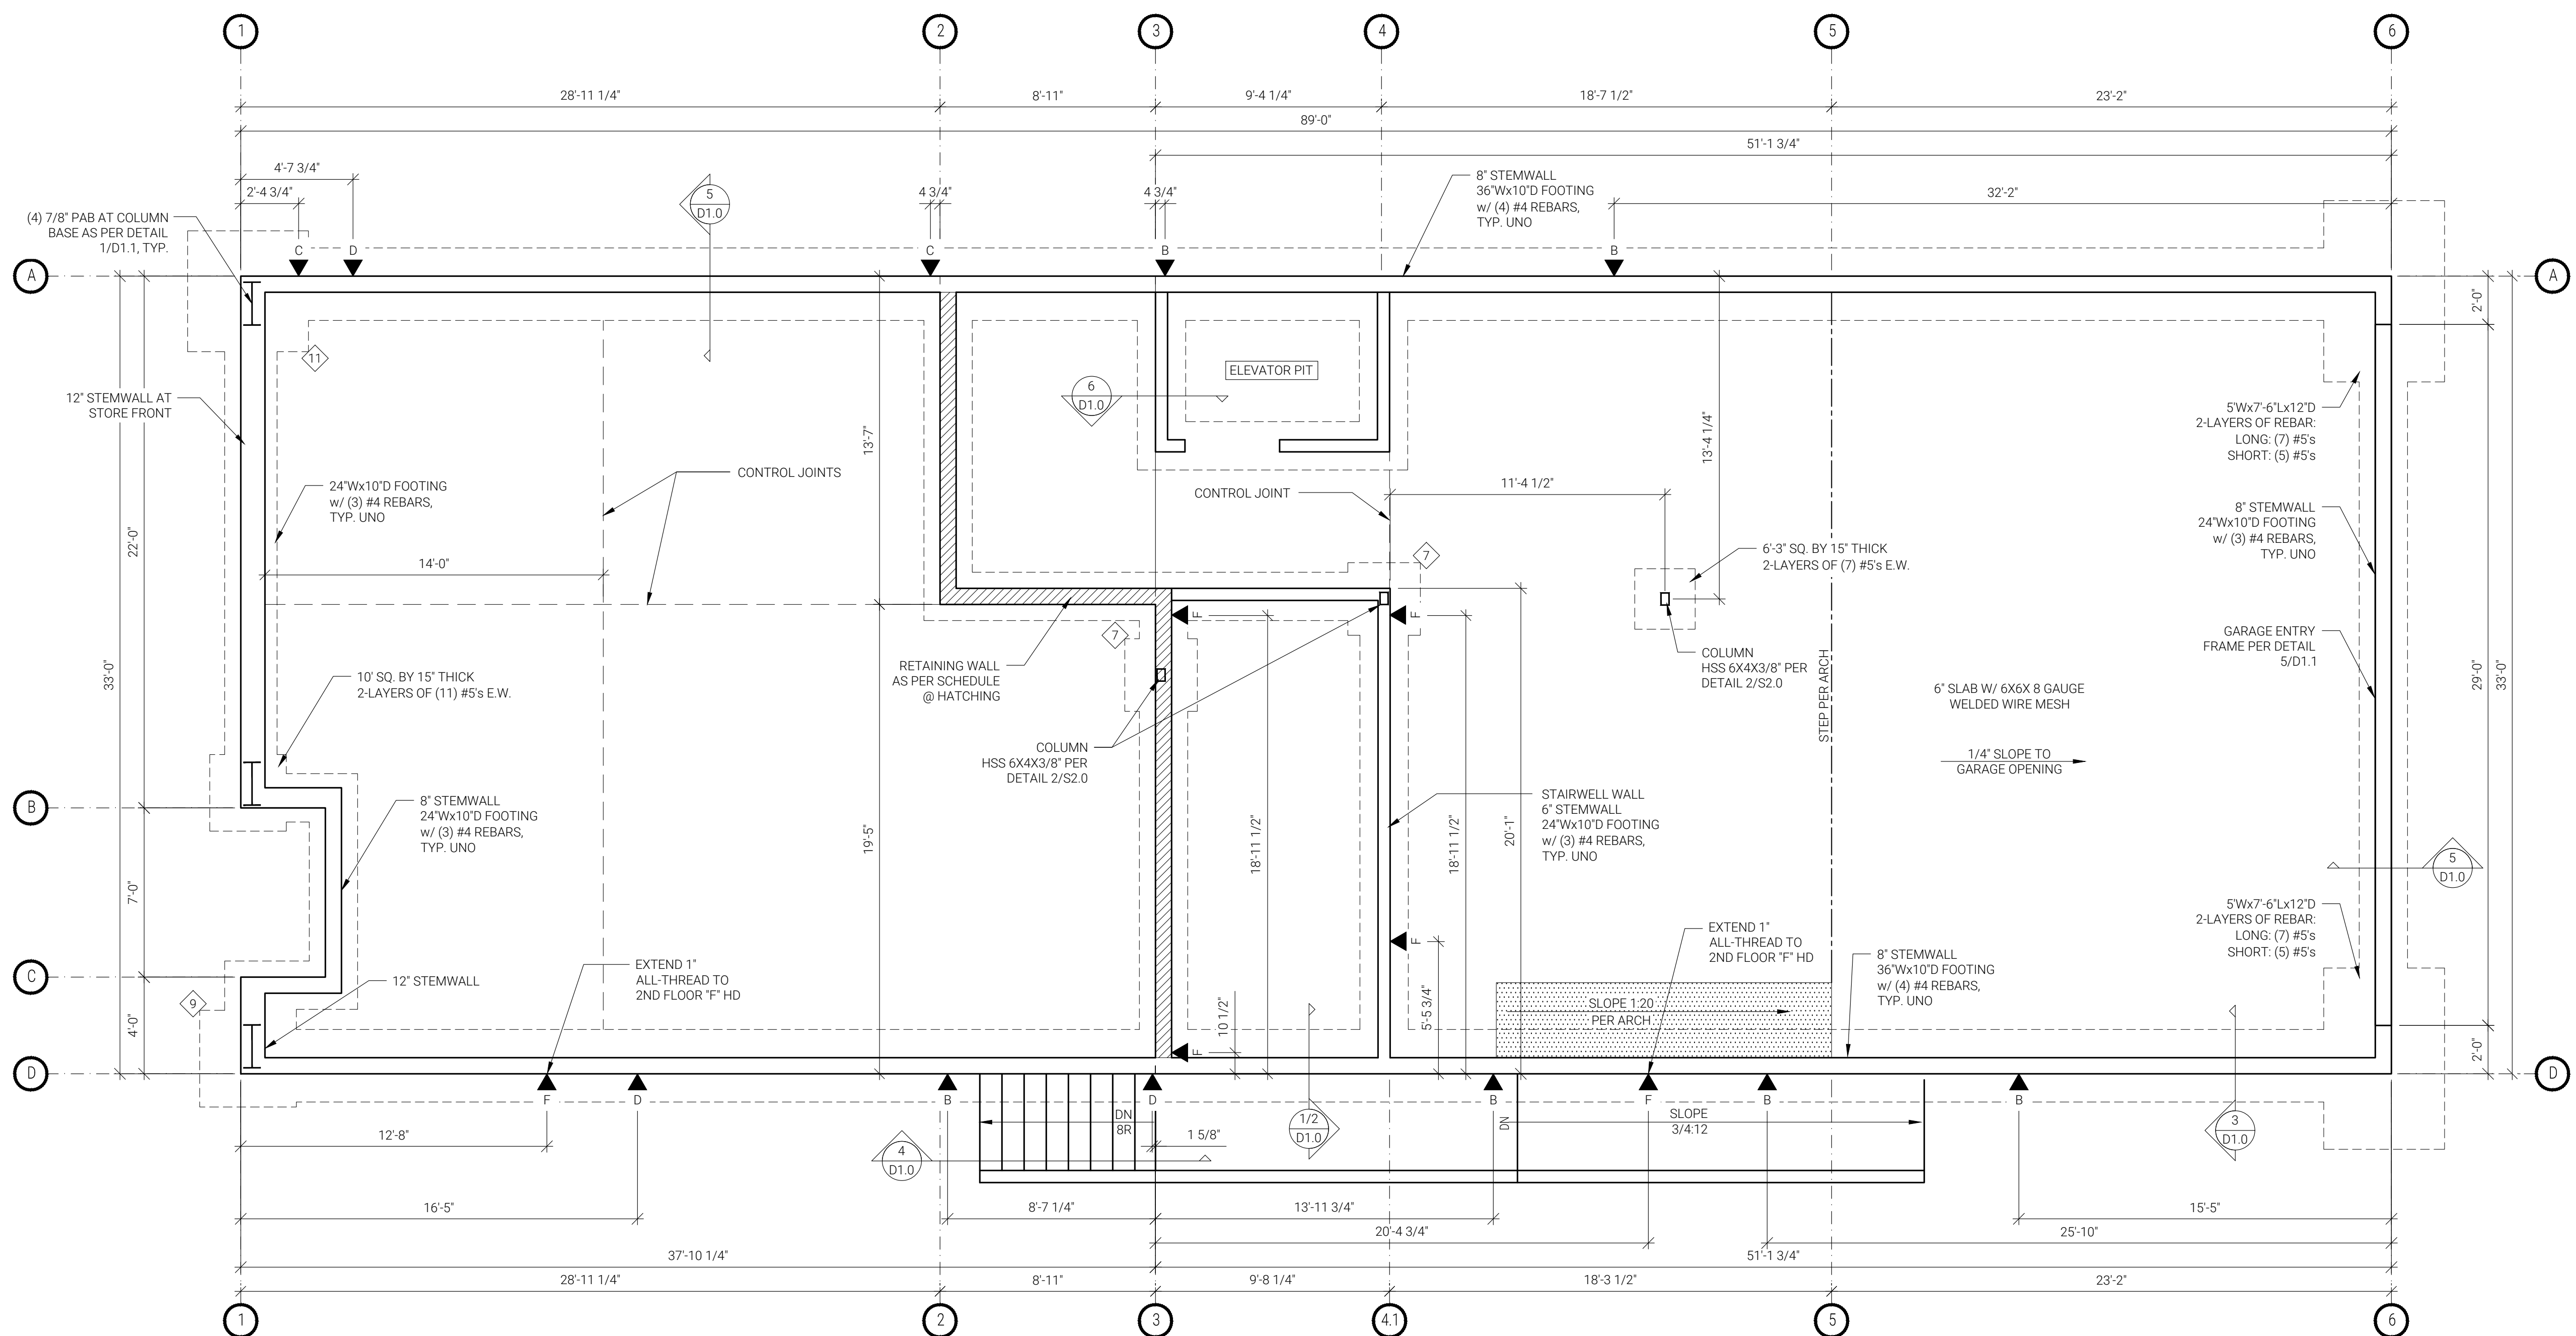 1
2
3
4
5
6
28'-11 1/4"
8'-11"
9'-4 1/4"
18'-7 1/2"
23'-2"
89'-0"
51'-1 3/4"
4'-7 3/4"
2'-4 3/4"
4 3/4"
4 3/4"
32'-2"
5
D1.0
8" STEMWALL
36"Wx10"D FOOTING
w/ (4) #4 REBARS,
TYP. UNO
(4) 7/8" PAB AT COLUMN
BASE AS PER DETAIL
1/D1.1, TYP.
C
D
C
B
B
A
A
11
12" STEMWALL AT
STORE FRONT
24"Wx10"D FOOTING
w/ (3) #4 REBARS,
TYP. UNO
CONTROL JOINTS
13'-7"
14'-0"
22'-0"
33'-0"
6
D1.0
ELEVATOR PIT
CONTROL JOINT
11'-4 1/2"
13'-4 1/4"
7
6'-3" SQ. BY 15" THICK
2-LAYERS OF (7) #5's E.W.
2'-0"
5'Wx7'-6"Lx12"D
2-LAYERS OF REBAR:
LONG: (7) #5's
SHORT: (5) #5's
8" STEMWALL
24"Wx10"D FOOTING
w/ (3) #4 REBARS,
TYP. UNO
GARAGE ENTRY
FRAME PER DETAIL
5/D1.1
29'-0"
33'-0"
F
F
7
RETAINING WALL
AS PER SCHEDULE
@ HATCHING
10' SQ. BY 15" THICK
2-LAYERS OF (11) #5's E.W.
COLUMN
HSS 6X4X3/8" PER
DETAIL 2/S2.0
COLUMN
HSS 6X4X3/8" PER
DETAIL 2/S2.0
STEP PER ARCH
6" SLAB W/ 6X6X 8 GAUGE
WELDED WIRE MESH
1/4" SLOPE TO
GARAGE OPENING
B
8" STEMWALL
24"Wx10"D FOOTING
w/ (3) #4 REBARS,
TYP. UNO
19'-5"
18'-11 1/2"
18'-11 1/2"
20'-1"
STAIRWELL WALL
6" STEMWALL
24"Wx10"D FOOTING
w/ (3) #4 REBARS,
TYP. UNO
5
D1.0
7'-0"
C
4'-0"
9
12" STEMWALL
EXTEND 1"
ALL-THREAD TO
2ND FLOOR "F" HD
F
5'-5 3/4"
10 1/2"
F
EXTEND 1"
ALL-THREAD TO
2ND FLOOR "F" HD
8" STEMWALL
36"Wx10"D FOOTING
w/ (4) #4 REBARS,
TYP. UNO
5'Wx7'-6"Lx12"D
2-LAYERS OF REBAR:
LONG: (7) #5's
SHORT: (5) #5's
SLOPE 1:20
PER ARCH
2'-0"
D
D
F
D
B
D
B
F
B
B
DN
8R
1 5/8"
1/2
D1.0
DN
SLOPE
3/4:12
3
D1.0
4
D1.0
12'-8"
16'-5"
8'-7 1/4"
13'-11 3/4"
15'-5"
20'-4 3/4"
25'-10"
37'-10 1/4"
51'-1 3/4"
28'-11 1/4"
8'-11"
9'-8 1/4"
18'-3 1/2"
23'-2"
1
2
3
4.1
5
6